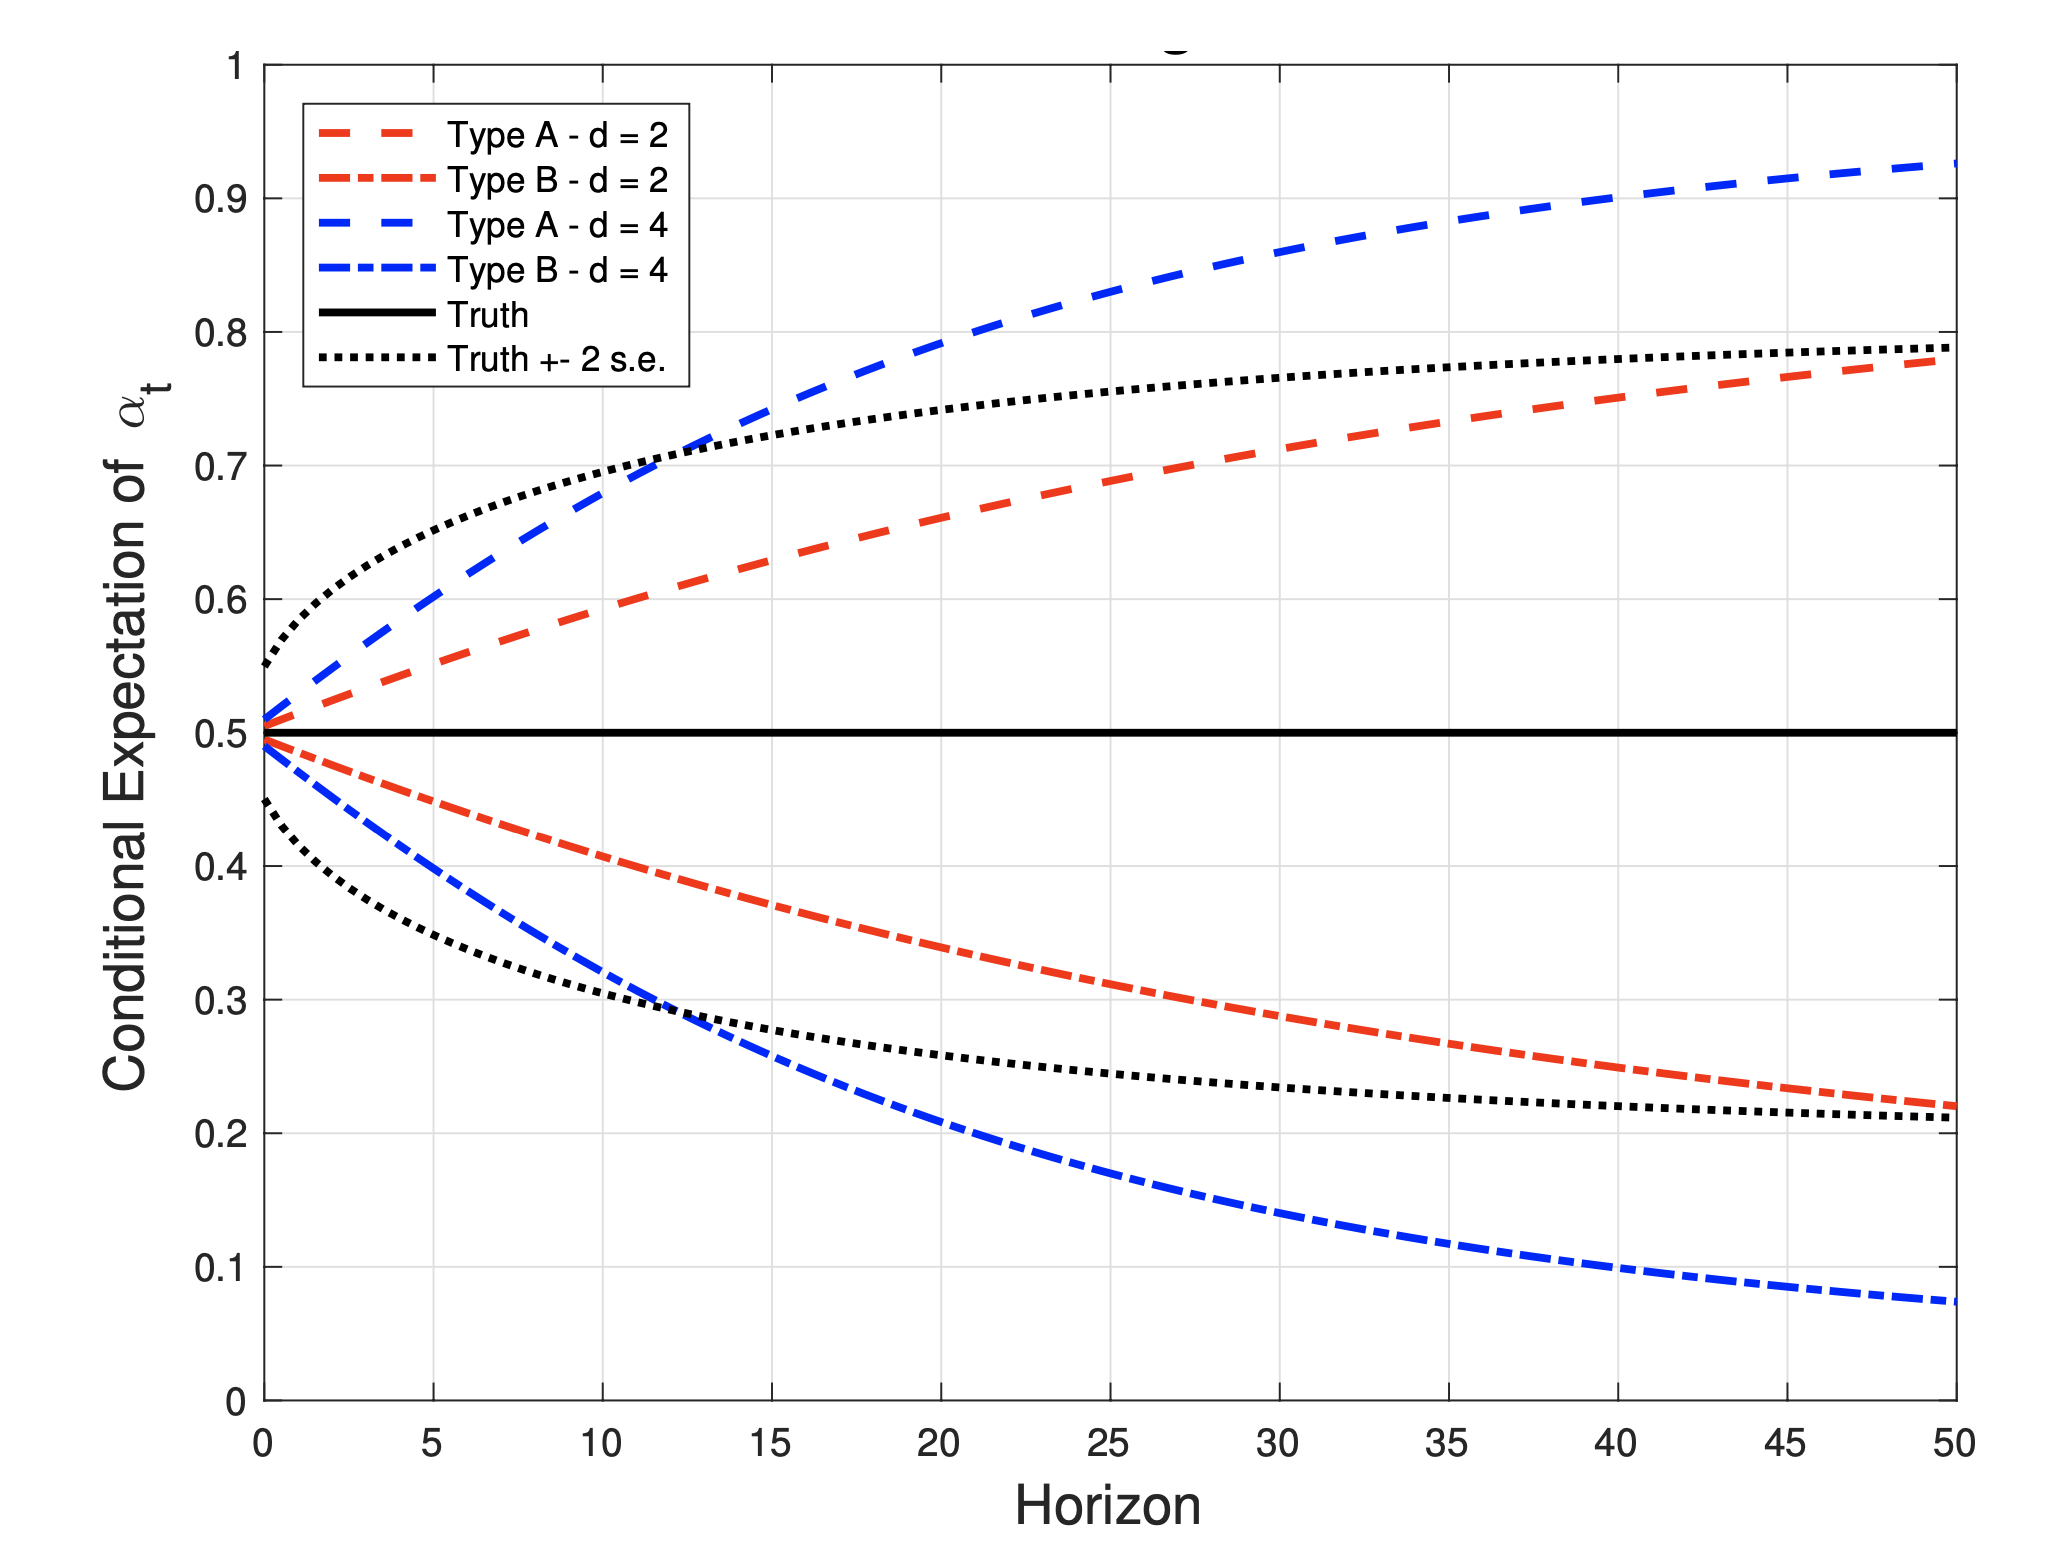 1
0.9
0.8
0.7
0.6
0.5
0.4
0.3
0.2
0.1
0
Conditional Expectation of α_t
Type A - d = 2
Type B - d = 2
Type A - d = 4
Type B - d = 4
Truth
Truth +- 2 s.e.
0 5 10 15 20 25 30 35 40 45 50
Horizon